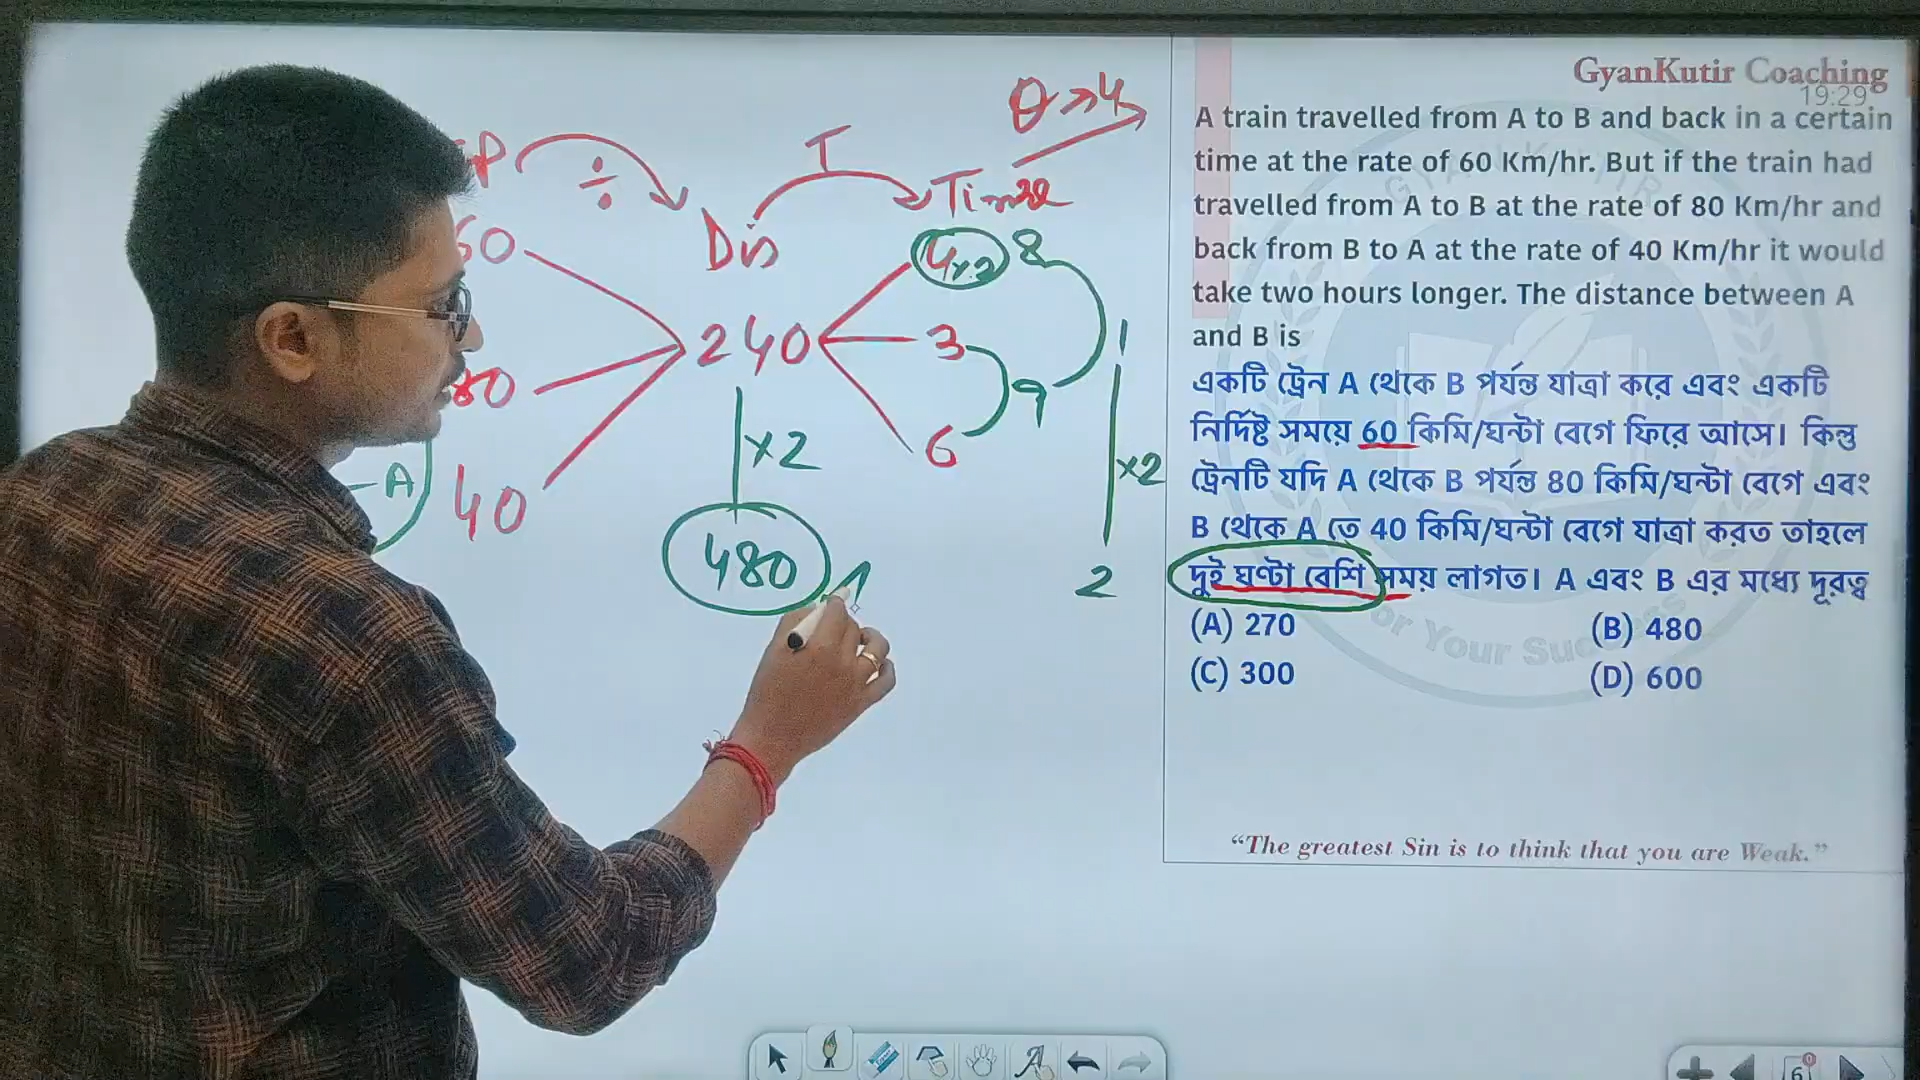 GyanKutir Coaching
19:29
A train travelled from A to B and back in a certain
time at the rate of 60 Km/hr. But if the train had
travelled from A to B at the rate of 80 Km/hr and
back from B to A at the rate of 40 Km/hr it would
take two hours longer. The distance between A
and B is
একটি ট্রেন A থেকে B পর্যন্ত যাত্রা করে এবং একটি
নির্দিষ্ট সময়ে 60 কিমি/ঘন্টা বেগে ফিরে আসে। কিন্তু
ট্রেনটি যদি A থেকে B পর্যন্ত 80 কিমি/ঘন্টা বেগে এবং
B থেকে A তে 40 কিমি/ঘন্টা বেগে যাত্রা করত তাহলে
দুই ঘণ্টা বেশি সময় লাগত। A এবং B এর মধ্যে দূরত্ব
(A) 270 (B) 480
(C) 300 (D) 600
“The greatest Sin is to think that you are Weak.”
÷ T
Dis Time
60 4x2 8
240 3 1
80 9
x2 6 x2
A 40
480 2
6